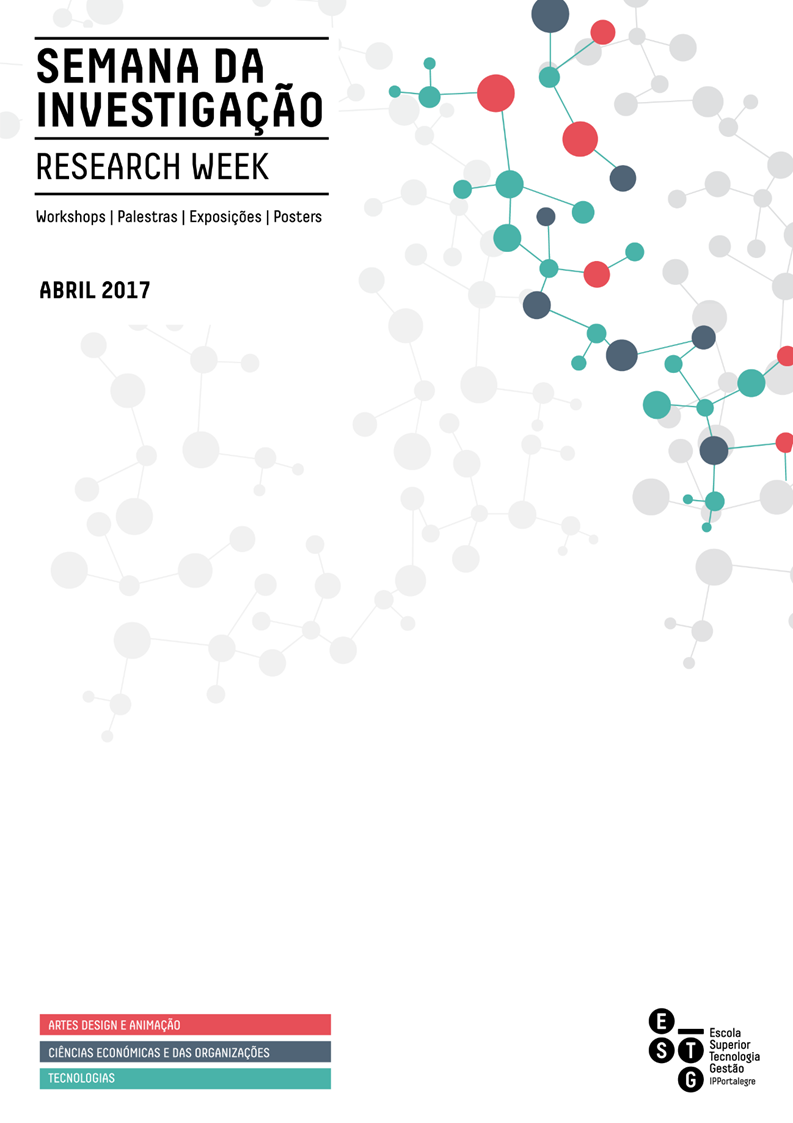 SEMANA DA
INVESTIGAÇÃO
RESEARCH WEEK
Workshops | Palestras | Exposições | Posters
ABRIL 2017
ARTES DESIGN E ANIMAÇÃO
CIÊNCIAS ECONÓMICAS E DAS ORGANIZAÇÕES
TECNOLOGIAS
E
S T
G
Escola
Superior
Tecnologia
Gestão
IPPortalegre